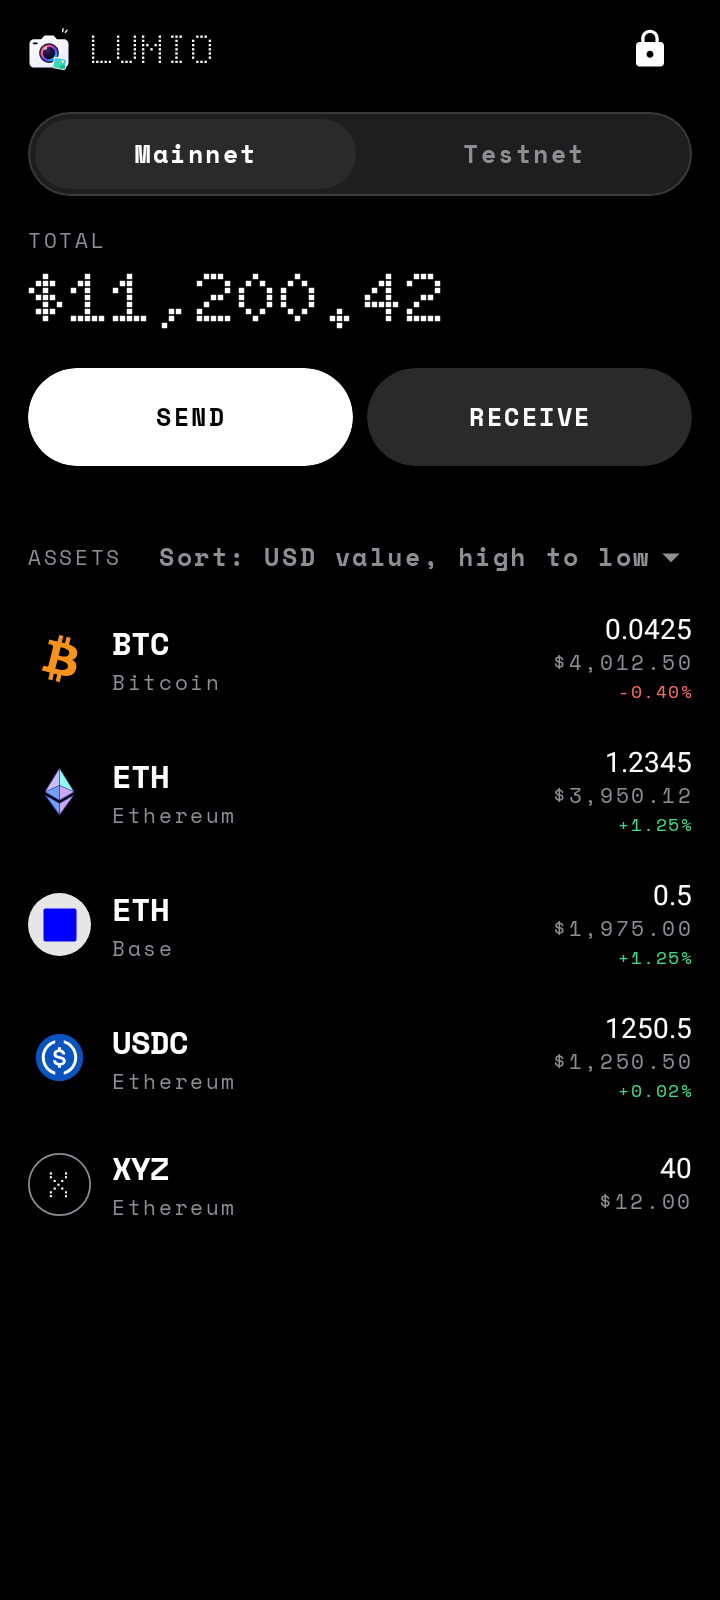 LUMIO
Mainnet
Testnet
TOTAL
$11,200.42
SEND
RECEIVE
ASSETS
Sort: USD value, high to low
BTC
Bitcoin
0.0425
$4,012.50
-0.40%
ETH
Ethereum
1.2345
$3,950.12
+1.25%
ETH
Base
0.5
$1,975.00
+1.25%
USDC
Ethereum
1250.5
$1,250.50
+0.02%
X
XYZ
Ethereum
40
$12.00